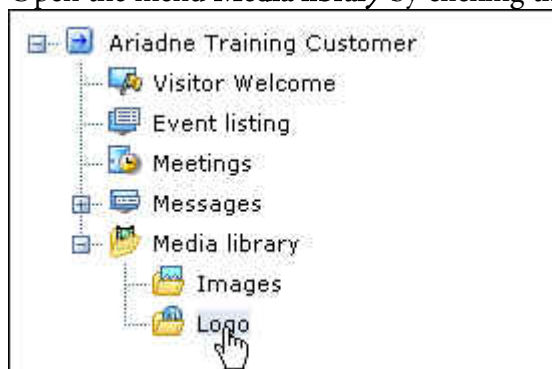 Open the menu Media library by clicking th
Ariadne Training Customer
Visitor Welcome
Event listing
Meetings
Messages
Media library
Images
Logo